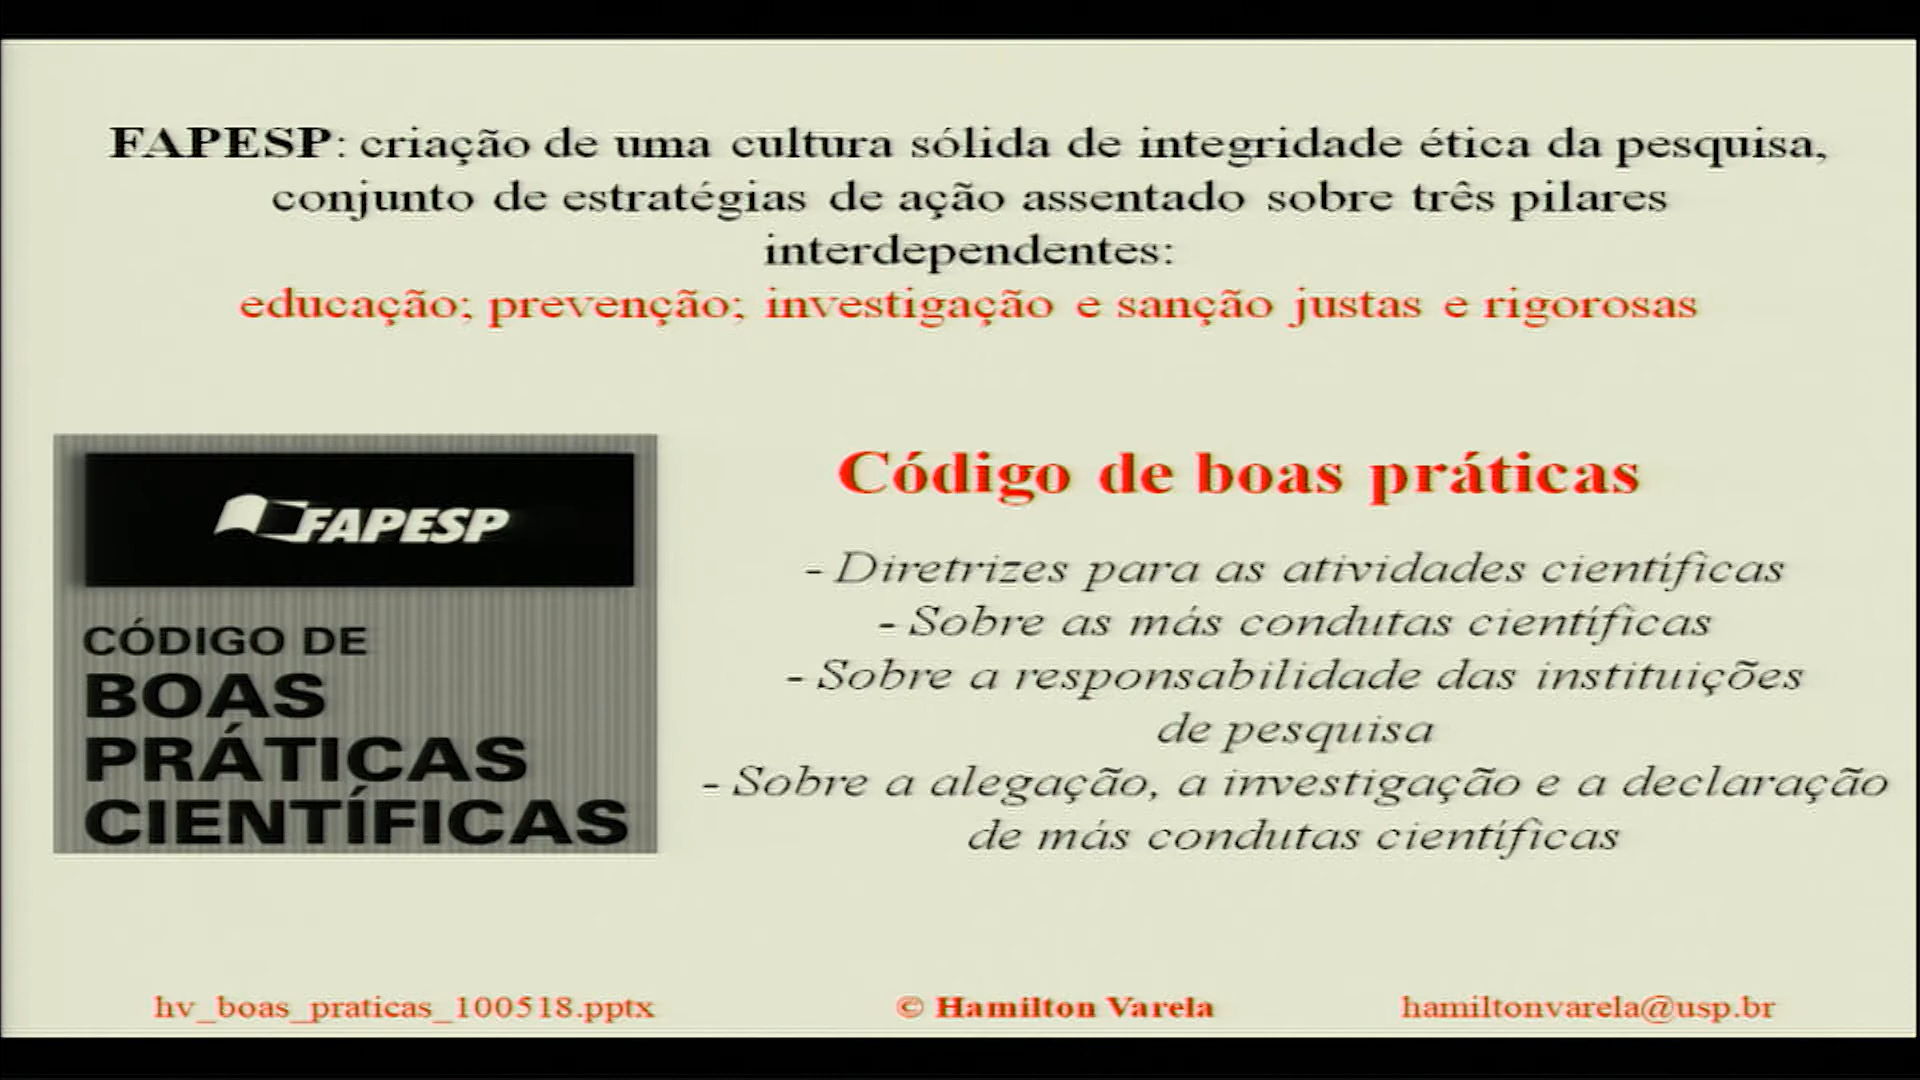 FAPESP: criação de uma cultura sólida de integridade ética da pesquisa,
conjunto de estratégias de ação assentado sobre três pilares
interdependentes:
educação; prevenção; investigação e sanção justas e rigorosas
FAPESP
CÓDIGO DE
BOAS
PRÁTICAS
CIENTÍFICAS
Código de boas práticas
- Diretrizes para as atividades científicas
- Sobre as más condutas científicas
- Sobre a responsabilidade das instituições
de pesquisa
- Sobre a alegação, a investigação e a declaração
de más condutas científicas
hv_boas_praticas_100518.pptx
© Hamilton Varela
hamiltonvarela@usp.br